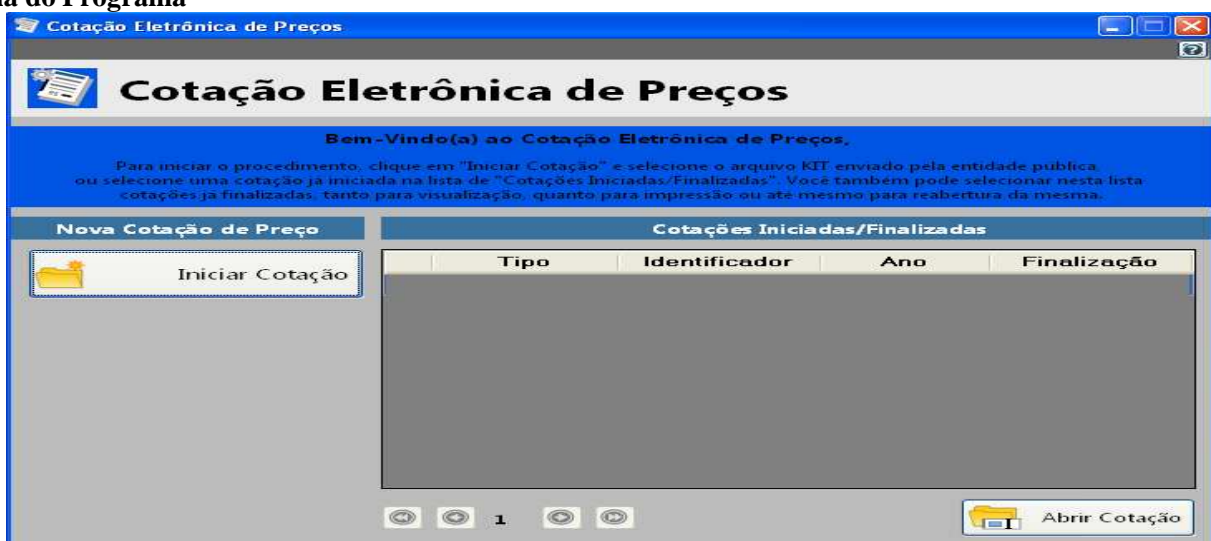 do Programa
Cotação Eletrônica de Preços
Cotação Eletrônica de Preços
Bem-Vindo(a) ao Cotação Eletrônica de Preços,
Para iniciar o procedimento, clique em "Iniciar Cotação" e selecione o arquivo KIT enviado pela entidade pública,
ou selecione uma cotação já iniciada na lista de "Cotações Iniciadas/Finalizadas". Você também pode selecionar nesta lista
cotações já finalizadas, tanto para visualização, quanto para impressão ou até mesmo para reabertura da mesma.
Nova Cotação de Preço
Cotações Iniciadas/Finalizadas
Iniciar Cotação
Tipo Identificador Ano Finalização
1
Abrir Cotação